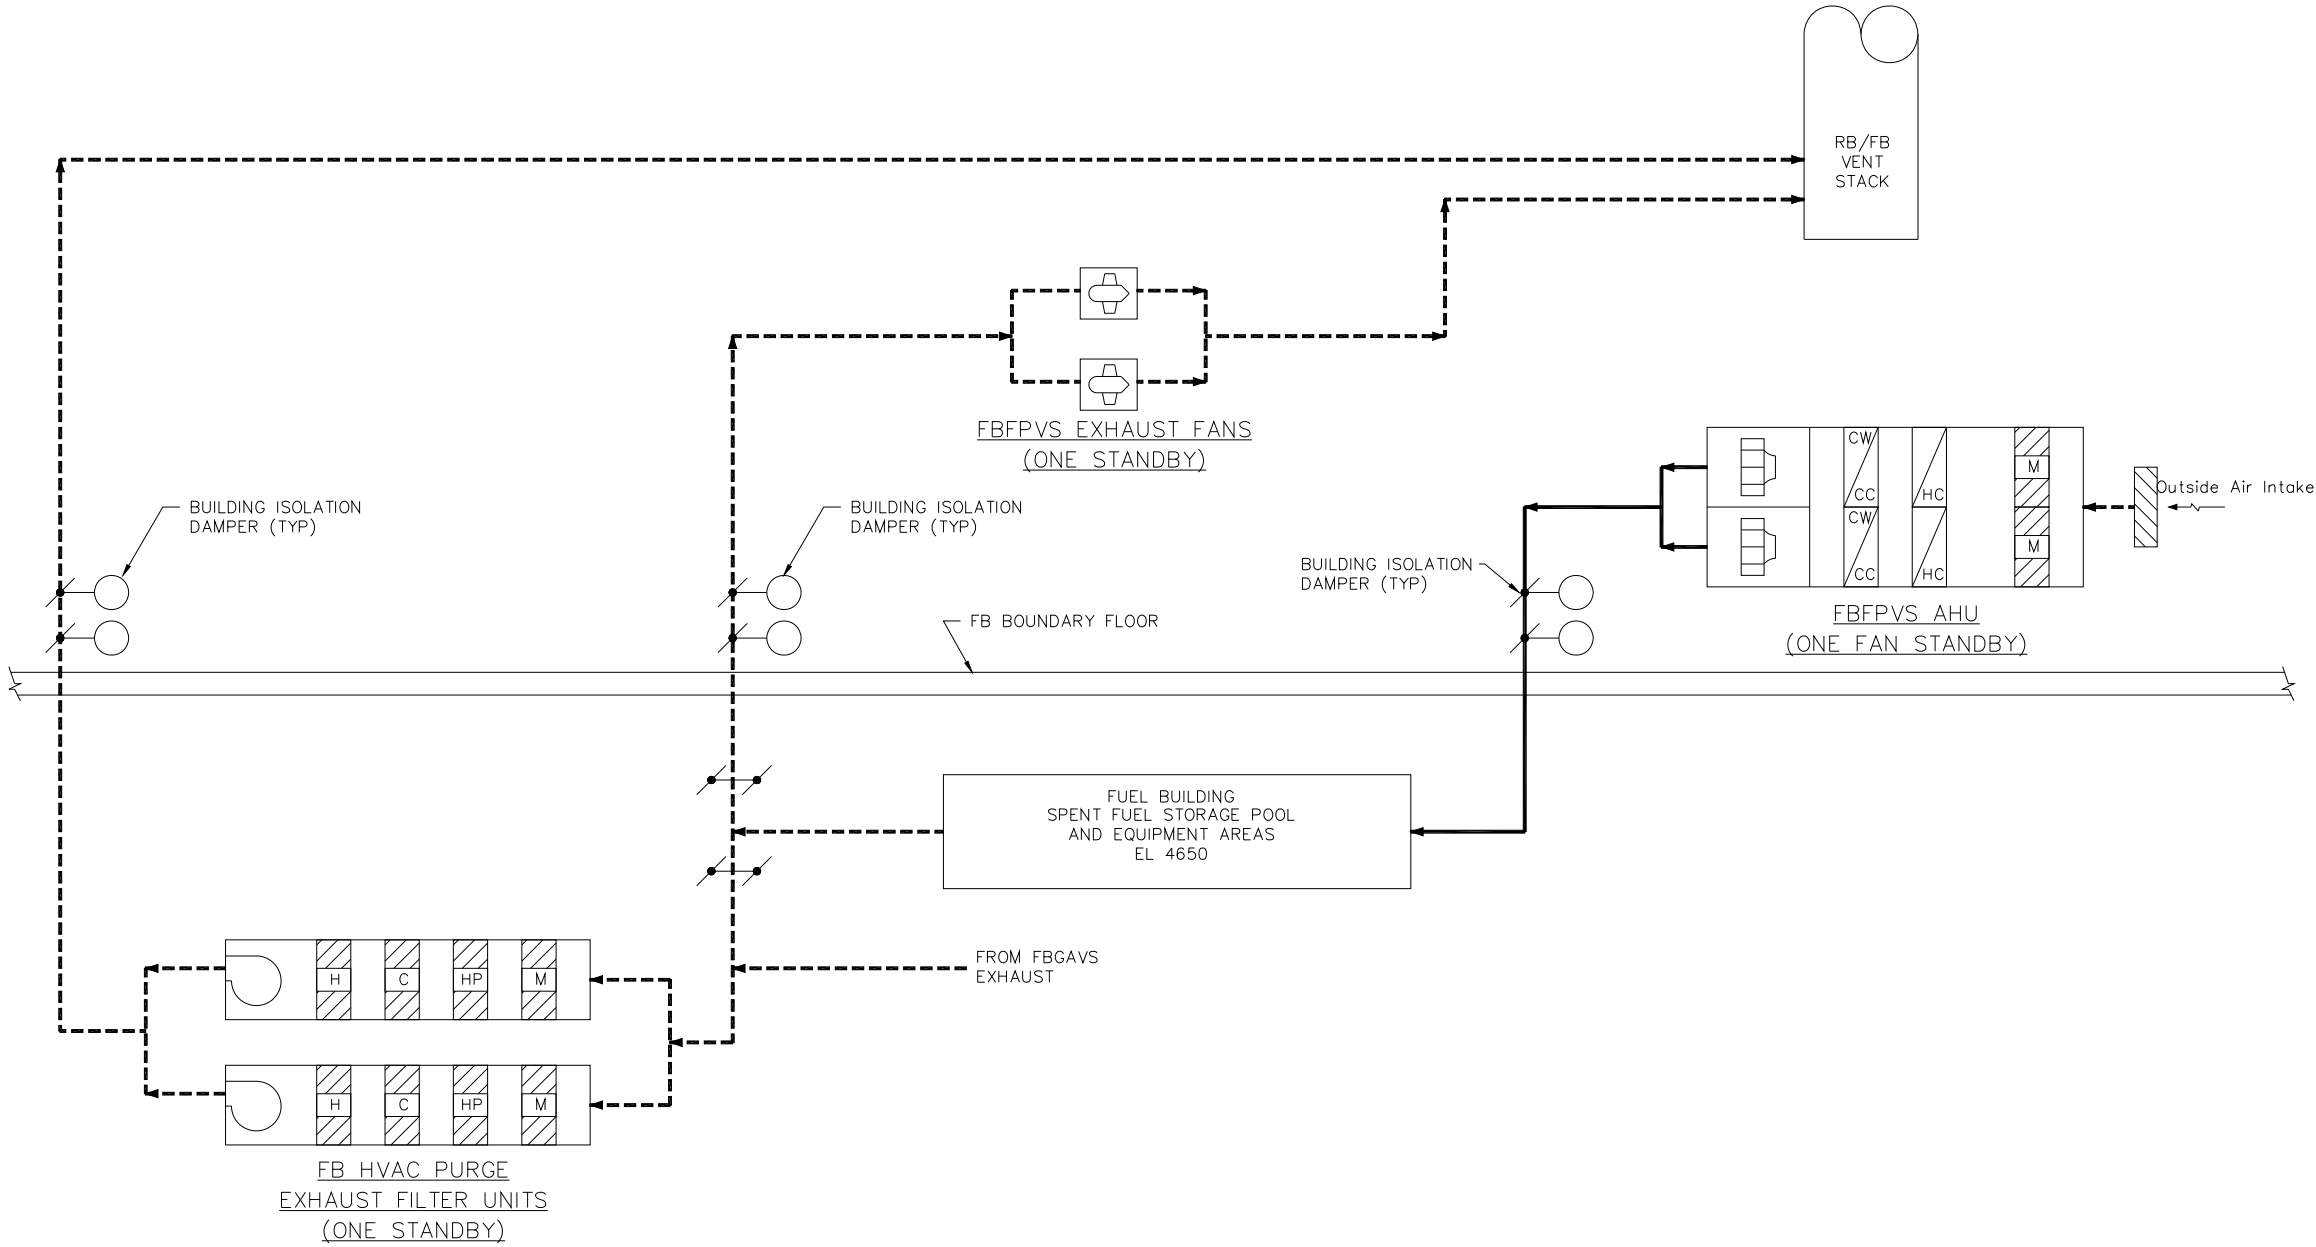 RB/FB
VENT
STACK
FBFPVS EXHAUST FANS
(ONE STANDBY)
CW
CC
HC
M
CW
CC
HC
M
Outside Air Intake
FBFPVS AHU
(ONE FAN STANDBY)
BUILDING ISOLATION
DAMPER (TYP)
BUILDING ISOLATION
DAMPER (TYP)
BUILDING ISOLATION
DAMPER (TYP)
FB BOUNDARY FLOOR
FUEL BUILDING
SPENT FUEL STORAGE POOL
AND EQUIPMENT AREAS
EL 4650
FROM FBGAVS
EXHAUST
H C HP M
H C HP M
FB HVAC PURGE
EXHAUST FILTER UNITS
(ONE STANDBY)